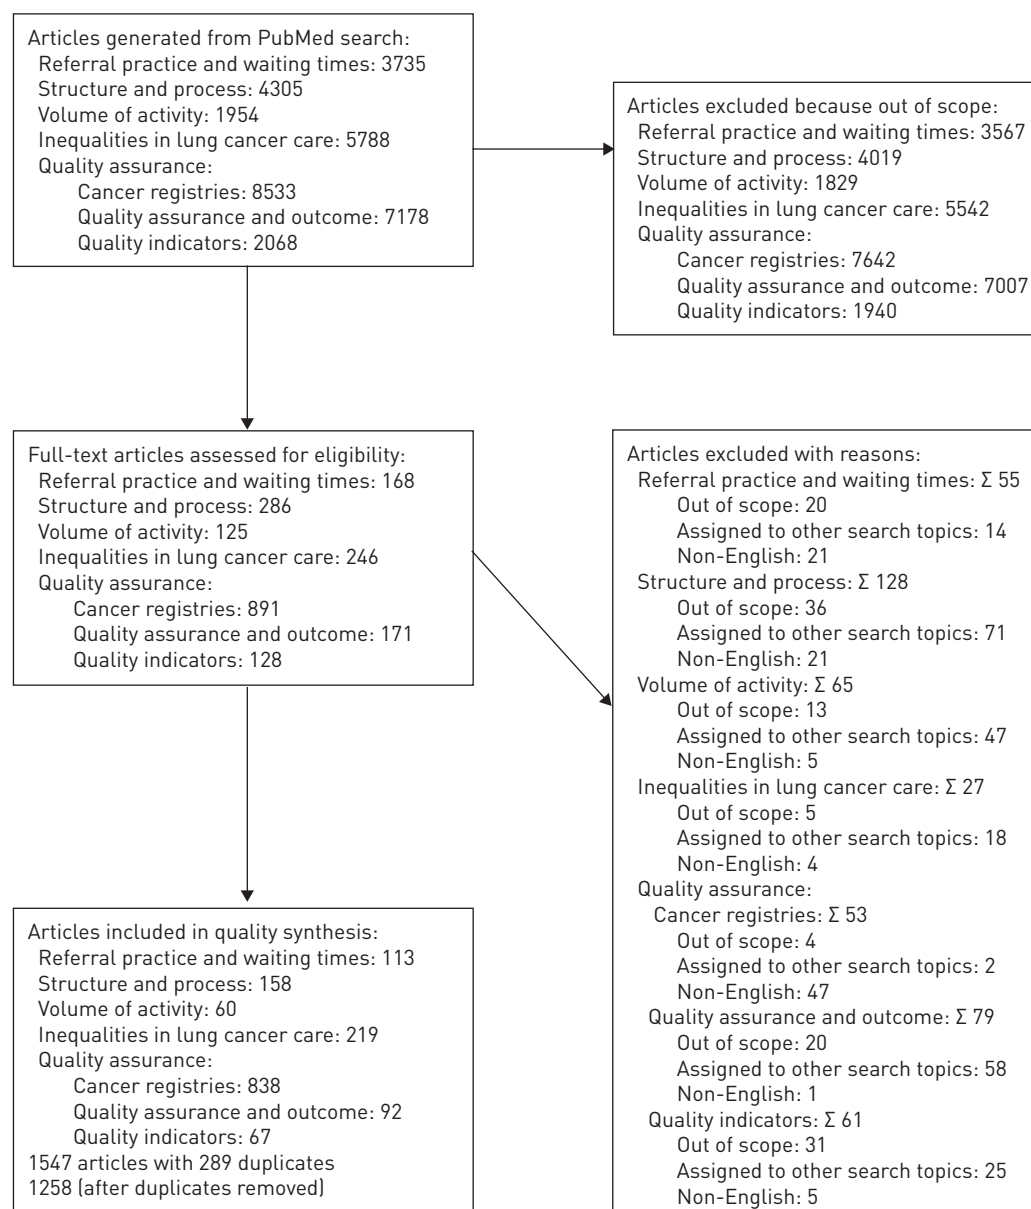 Articles generated from PubMed search:
Referral practice and waiting times: 3735
Structure and process: 4305
Volume of activity: 1954
Inequalities in lung cancer care: 5788
Quality assurance:
Cancer registries: 8533
Quality assurance and outcome: 7178
Quality indicators: 2068
Articles excluded because out of scope:
Referral practice and waiting times: 3567
Structure and process: 4019
Volume of activity: 1829
Inequalities in lung cancer care: 5542
Quality assurance:
Cancer registries: 7642
Quality assurance and outcome: 7007
Quality indicators: 1940
Full-text articles assessed for eligibility:
Referral practice and waiting times: 168
Structure and process: 286
Volume of activity: 125
Inequalities in lung cancer care: 246
Quality assurance:
Cancer registries: 891
Quality assurance and outcome: 171
Quality indicators: 128
Articles excluded with reasons:
Referral practice and waiting times: Σ 55
Out of scope: 20
Assigned to other search topics: 14
Non-English: 21
Structure and process: Σ 128
Out of scope: 36
Assigned to other search topics: 71
Non-English: 21
Volume of activity: Σ 65
Out of scope: 13
Assigned to other search topics: 47
Non-English: 5
Inequalities in lung cancer care: Σ 27
Out of scope: 5
Assigned to other search topics: 18
Non-English: 4
Quality assurance:
Cancer registries: Σ 53
Out of scope: 4
Assigned to other search topics: 2
Non-English: 47
Quality assurance and outcome: Σ 79
Out of scope: 20
Assigned to other search topics: 58
Non-English: 1
Quality indicators: Σ 61
Out of scope: 31
Assigned to other search topics: 25
Non-English: 5
Articles included in quality synthesis:
Referral practice and waiting times: 113
Structure and process: 158
Volume of activity: 60
Inequalities in lung cancer care: 219
Quality assurance:
Cancer registries: 838
Quality assurance and outcome: 92
Quality indicators: 67
1547 articles with 289 duplicates
1258 (after duplicates removed)